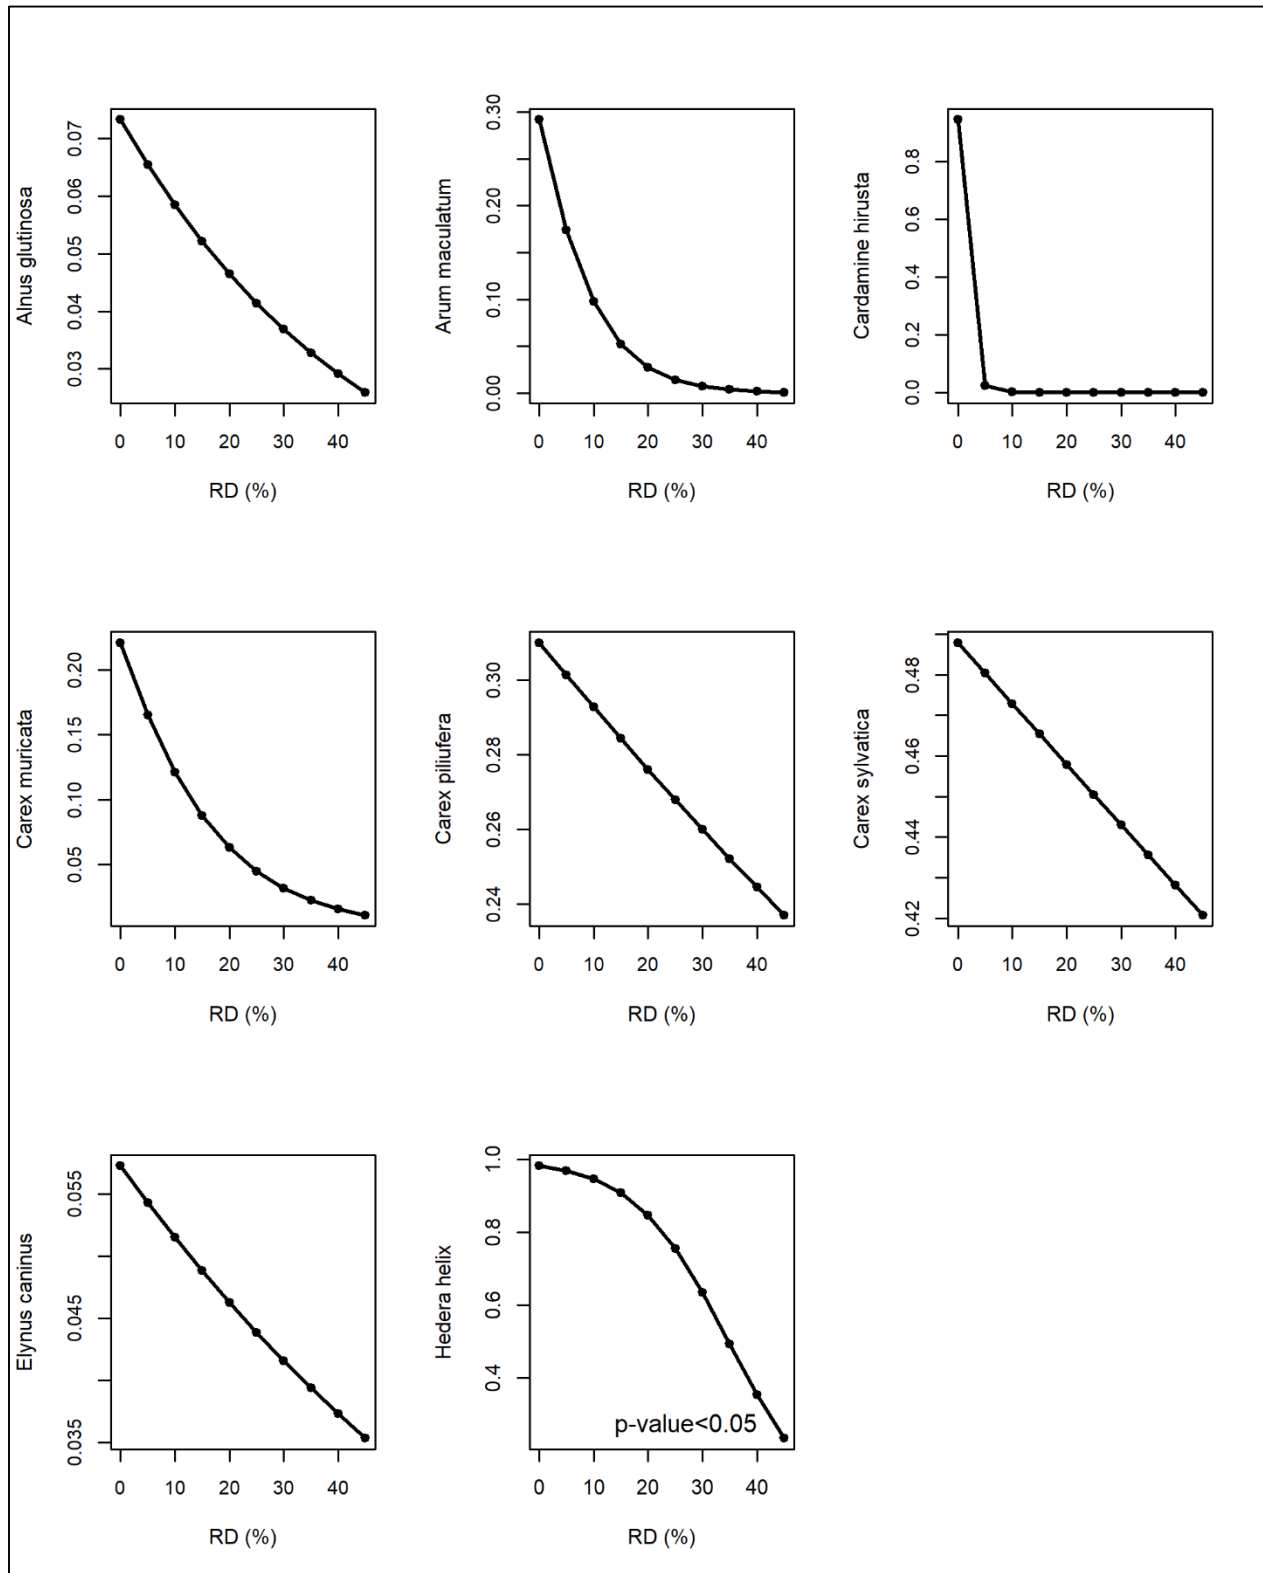 Alnus glutinosa
0.07
0.06
0.05
0.04
0.03
0 10 20 30 40
RD (%)
Arum maculatum
0.30
0.20
0.10
0.00
0 10 20 30 40
RD (%)
Cardamine hirusta
0.8
0.6
0.4
0.2
0.0
0 10 20 30 40
RD (%)
Carex muricata
0.20
0.15
0.10
0.05
0 10 20 30 40
RD (%)
Carex piliufera
0.30
0.28
0.26
0.24
0 10 20 30 40
RD (%)
Carex sylvatica
0.48
0.46
0.44
0.42
0 10 20 30 40
RD (%)
Elynus caninus
0.055
0.045
0.035
0 10 20 30 40
RD (%)
Hedera helix
1.0
0.8
0.6
0.4
p-value<0.05
0 10 20 30 40
RD (%)